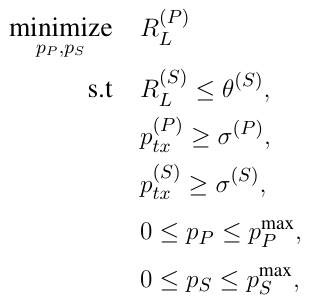 minimize R_L^{(P)}
p_P, p_S
s.t R_L^{(S)} ≤ θ^{(S)},
p_{tx}^{(P)} ≥ σ^{(P)},
p_{tx}^{(S)} ≥ σ^{(S)},
0 ≤ p_P ≤ p_P^{max},
0 ≤ p_S ≤ p_S^{max},